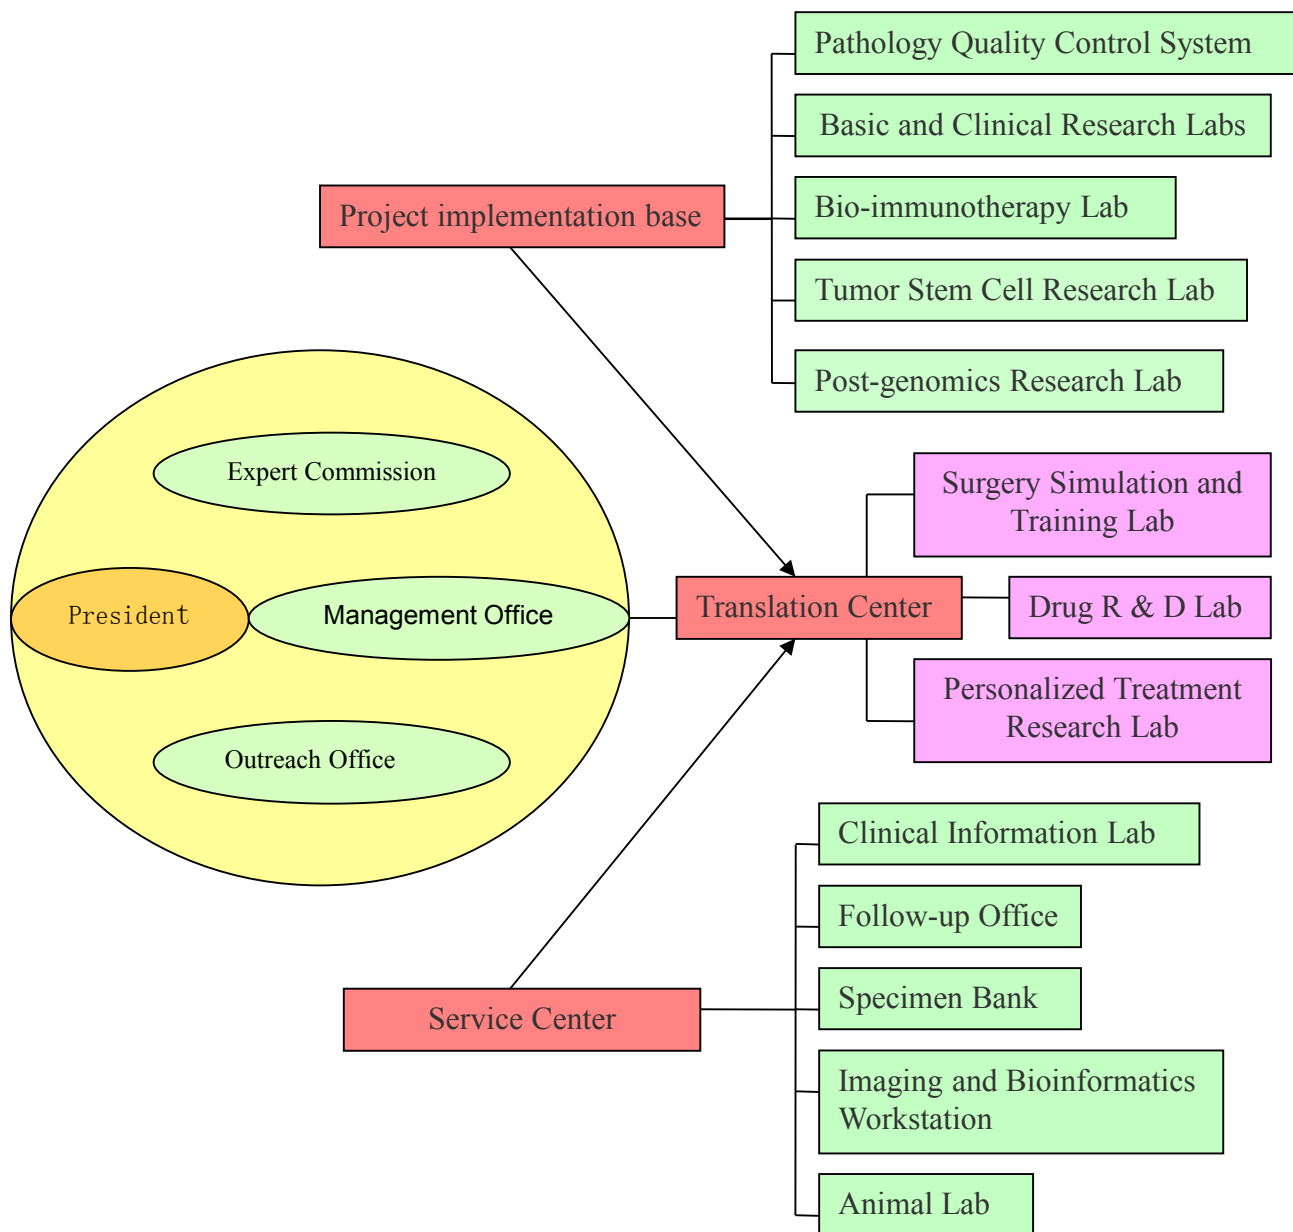 Pathology Quality Control System
Basic and Clinical Research Labs
Project implementation base
Bio-immunotherapy Lab
Tumor Stem Cell Research Lab
Post-genomics Research Lab
Expert Commission
Surgery Simulation and
Training Lab
President
Management Office
Translation Center
Drug R & D Lab
Personalized Treatment
Research Lab
Outreach Office
Clinical Information Lab
Follow-up Office
Service Center
Specimen Bank
Imaging and Bioinformatics
Workstation
Animal Lab